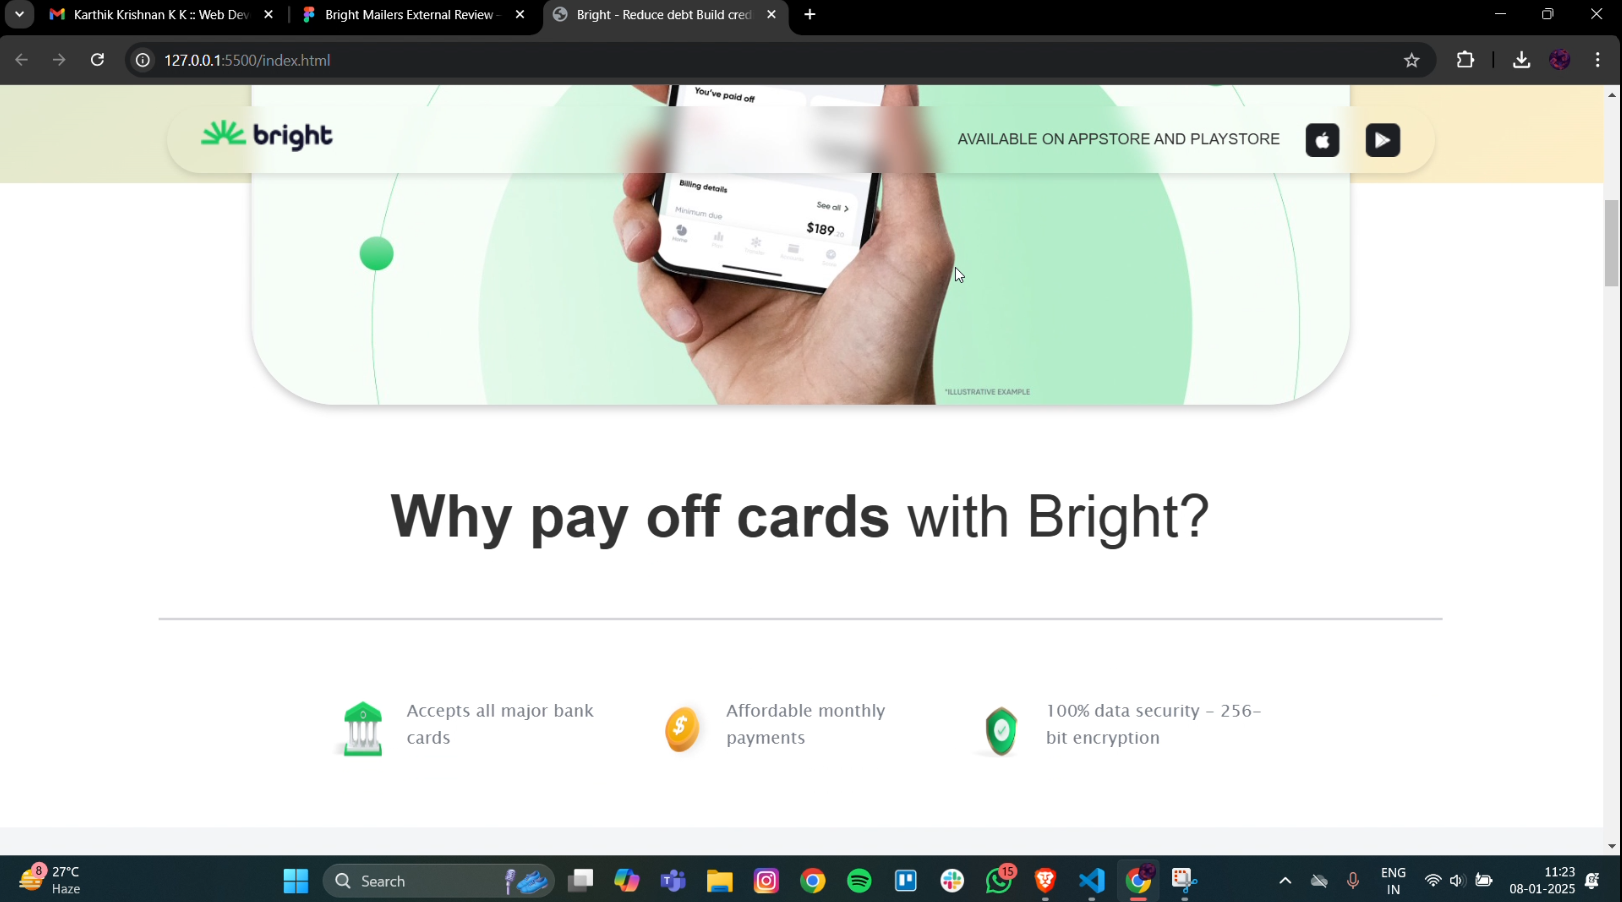 Karthik Krishnan K K :: Web Dev
Bright Mailers External Review -
Bright - Reduce debt Build cred
127.0.0.1:5500/index.html
You've paid off
bright
AVAILABLE ON APPSTORE AND PLAYSTORE
Billing details
See all >
Minimum due
$189.20
Home
*ILLUSTRATIVE EXAMPLE
Why pay off cards with Bright?
Accepts all major bank
cards
Affordable monthly
payments
100% data security – 256-
bit encryption
8
27°C
Haze
Search
15
ENG
IN
11:23
08-01-2025